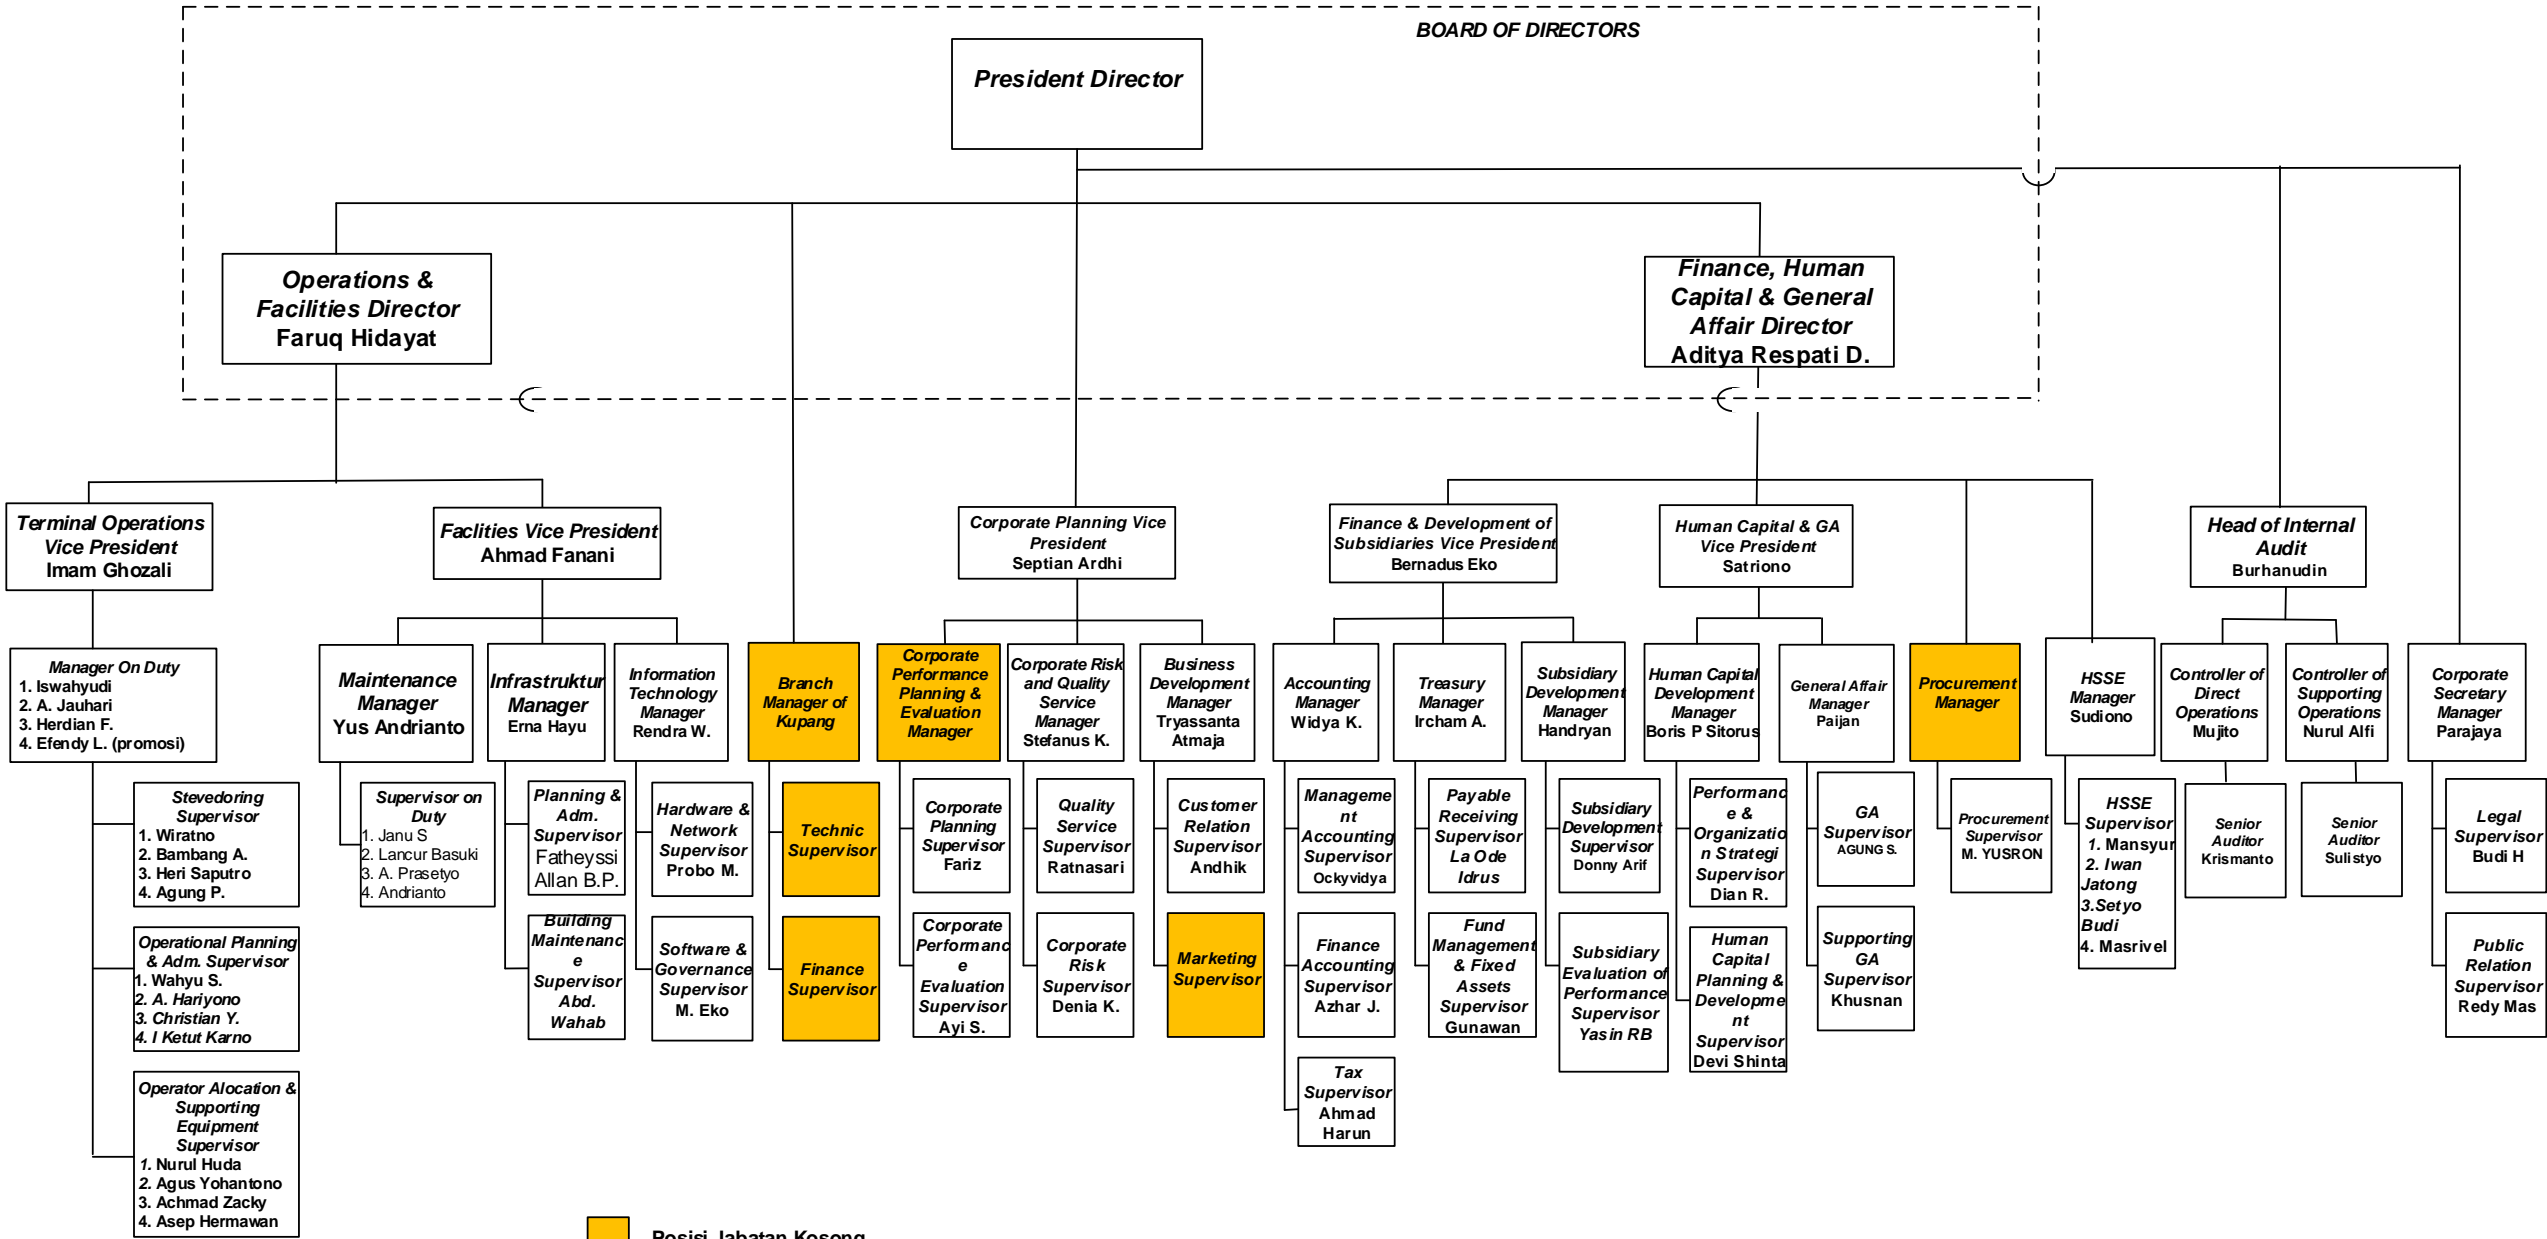 BOARD OF DIRECTORS
President Director
Operations &
Facilities Director
Faruq Hidayat
Finance, Human
Capital & General
Affair Director
Aditya Respati D.
Terminal Operations
Vice President
Imam Ghozali
Faclities Vice President
Ahmad Fanani
Corporate Planning Vice
President
Septian Ardhi
Finance & Development of
Subsidiaries Vice President
Bernadus Eko
Human Capital & GA
Vice President
Satriono
Head of Internal
Audit
Burhanudin
Manager On Duty
1. Iswahyudi
2. A. Jauhari
3. Herdian F.
4. Efendy L. (promosi)
Maintenance
Manager
Yus Andrianto
Infrastruktur
Manager
Erna Hayu
Information
Technology
Manager
Rendra W.
Branch
Manager of
Kupang
Corporate
Performance
Planning &
Evaluation
Manager
Corporate Risk
and Quality
Service
Manager
Stefanus K.
Business
Development
Manager
Tryassanta
Atmaja
Accounting
Manager
Widya K.
Treasury
Manager
Ircham A.
Subsidiary
Development
Manager
Handryan
Human Capital
Development
Manager
Boris P Sitorus
General Affair
Manager
Paijan
Procurement
Manager
HSSE
Manager
Sudiono
Controller of
Direct
Operations
Mujito
Controller of
Supporting
Operations
Nurul Alfi
Corporate
Secretary
Manager
Parajaya
Stevedoring
Supervisor
1. Wiratno
2. Bambang A.
3. Heri Saputro
4. Agung P.
Supervisor on
Duty
1. Janu S
2. Lancur Basuki
3. A. Prasetyo
4. Andrianto
Planning &
Adm.
Supervisor
Fatheyssi
Allan B.P.
Hardware &
Network
Supervisor
Probo M.
Technic
Supervisor
Corporate
Planning
Supervisor
Fariz
Quality
Service
Supervisor
Ratnasari
Customer
Relation
Supervisor
Andhik
Manageme
nt
Accounting
Supervisor
Ockyvidya
Payable
Receiving
Supervisor
La Ode
Idrus
Subsidiary
Development
Supervisor
Donny Arif
Performanc
e &
Organizatio
n Strategi
Supervisor
Dian R.
GA
Supervisor
AGUNG S.
Procurement
Supervisor
M. YUSRON
HSSE
Supervisor
1. Mansyur
2. Iwan
Jatong
3.Setyo
Budi
4. Masrivel
Senior
Auditor
Krismanto
Senior
Auditor
Sulistyo
Legal
Supervisor
Budi H
Operational Planning
& Adm. Supervisor
1. Wahyu S.
2. A. Hariyono
3. Christian Y.
4. I Ketut Karno
Building
Maintenanc
e
Supervisor
Abd.
Wahab
Software &
Governance
Supervisor
M. Eko
Finance
Supervisor
Corporate
Performanc
e
Evaluation
Supervisor
Ayi S.
Corporate
Risk
Supervisor
Denia K.
Marketing
Supervisor
Finance
Accounting
Supervisor
Azhar J.
Fund
Management
& Fixed
Assets
Supervisor
Gunawan
Subsidiary
Evaluation of
Performance
Supervisor
Yasin RB
Human
Capital
Planning &
Developme
nt
Supervisor
Devi Shinta
Supporting
GA
Supervisor
Khusnan
Public
Relation
Supervisor
Redy Mas
Operator Alocation &
Supporting
Equipment
Supervisor
1. Nurul Huda
2. Agus Yohantono
3. Achmad Zacky
4. Asep Hermawan
Tax
Supervisor
Ahmad
Harun
Posisi Jabatan Kosong